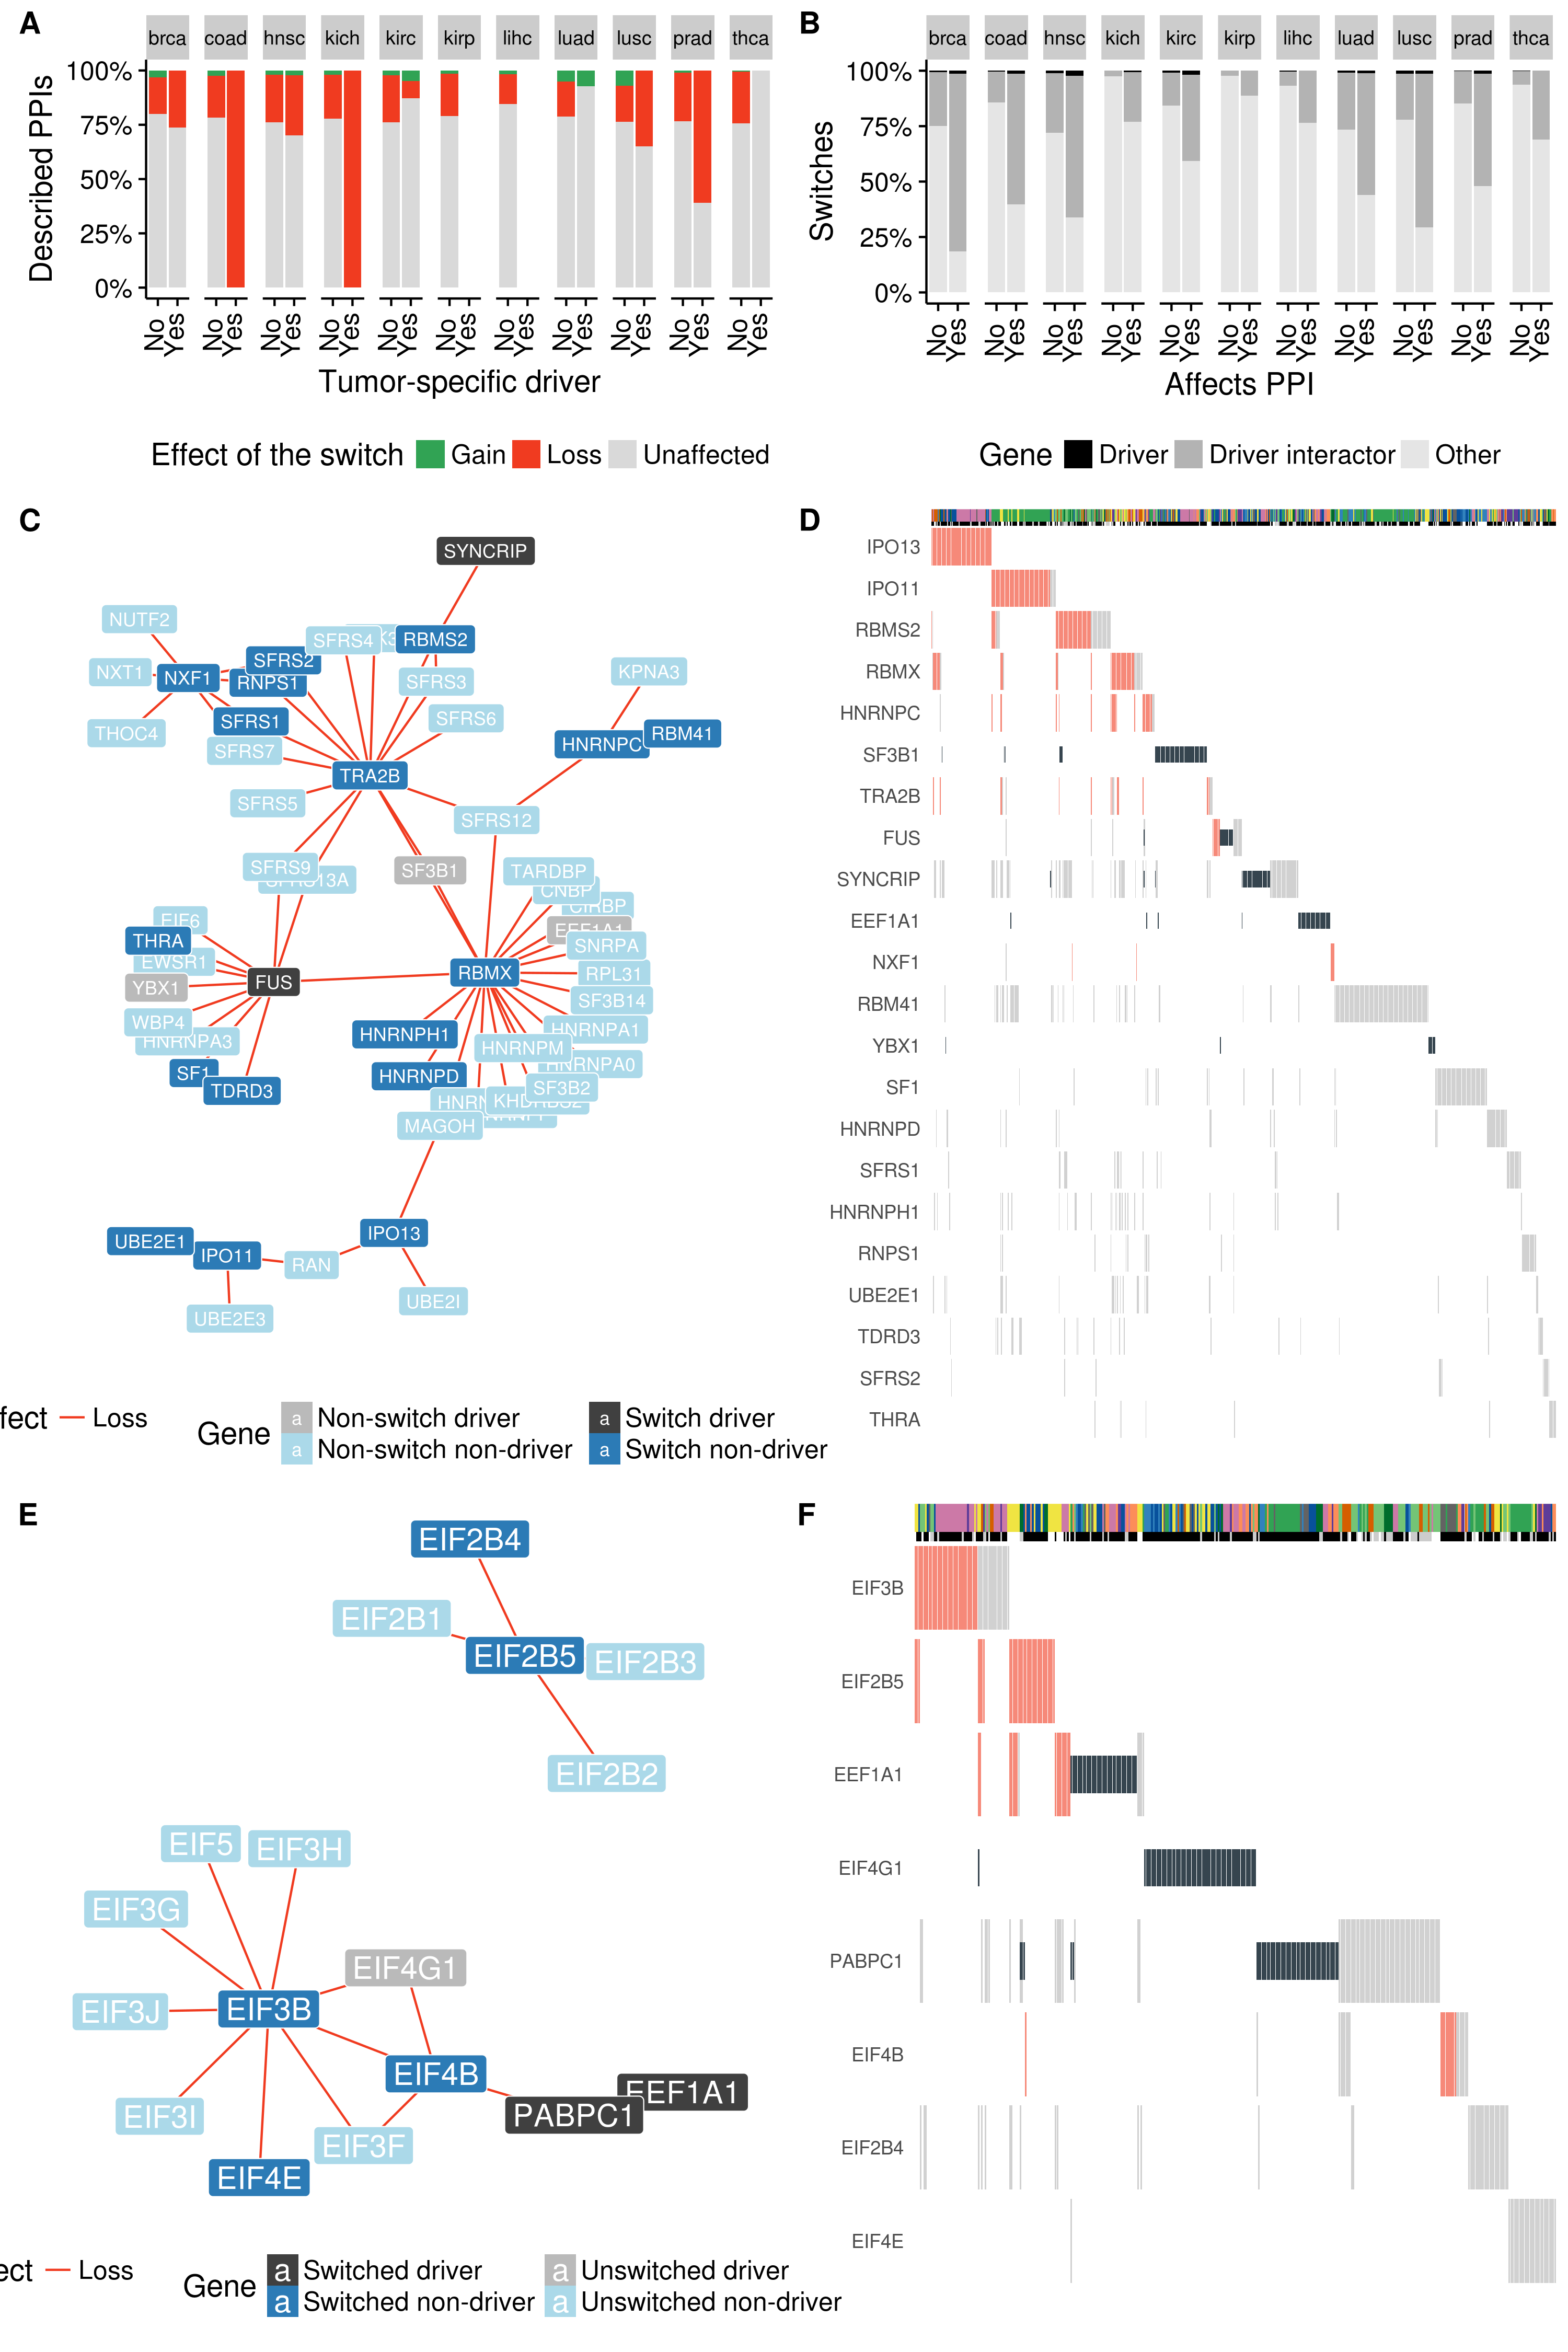 A
brca coad hnsc kich kirc kirp lihc luad lusc prad thca
Described PPIs
100%
75%
50%
25%
0%
No Yes No Yes No Yes No Yes No Yes No Yes No Yes No Yes No Yes No Yes No Yes
Tumor-specific driver
Effect of the switch Gain Loss Unaffected
B
brca coad hnsc kich kirc kirp lihc luad lusc prad thca
Switches
100%
75%
50%
25%
0%
No Yes No Yes No Yes No Yes No Yes No Yes No Yes No Yes No Yes No Yes No Yes
Affects PPI
Gene Driver Driver interactor Other
C
SYNCRIP
NUTF2
SFRS4 K3 RBMS2
SFRS2
NXT1 NXF1 RNPS1 SFRS3 KPNA3
SFRS1 SFRS6
THOC4 HNRNPC RBM41
SFRS7
TRA2B
SFRS5
SFRS12
SFRS9 SF3B1 TARDBP
SFRS13A CNBP
CIRBP
EIF6 EEF1A1
THRA SNRPA
EWSR1
YBX1 FUS RBMX RPL31
SF3B14
WBP4 HNRNPH1 HNRNPA1
HNRNPA3 HNRNPM
SF1 HNRNPD HNRNPA0
TDRD3 SF3B2
HNRN KHDRBS2
MAGOH
IPO13
UBE2E1 IPO11
RAN
UBE2I
UBE2E3
fect Loss
Gene
a Non-switch driver
a Non-switch non-driver
a Switch driver
a Switch non-driver
D
IPO13
IPO11
RBMS2
RBMX
HNRNPC
SF3B1
TRA2B
FUS
SYNCRIP
EEF1A1
NXF1
RBM41
YBX1
SF1
HNRNPD
SFRS1
HNRNPH1
RNPS1
UBE2E1
TDRD3
SFRS2
THRA
E
EIF2B4
EIF2B1
EIF2B5 EIF2B3
EIF2B2
EIF5 EIF3H
EIF3G
EIF4G1
EIF3J EIF3B
EIF4B
EEF1A1
PABPC1
EIF3I
EIF3F
EIF4E
ect Loss
Gene
a Switched driver
a Switched non-driver
a Unswitched driver
a Unswitched non-driver
F
EIF3B
EIF2B5
EEF1A1
EIF4G1
PABPC1
EIF4B
EIF2B4
EIF4E